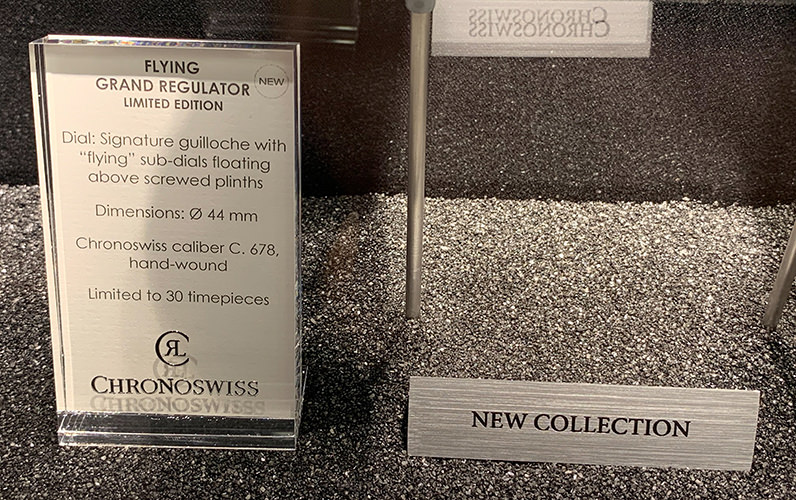 FLYING
GRAND REGULATOR
NEW
LIMITED EDITION
Dial: Signature guilloche with
“flying” sub-dials floating
above screwed plinths
Dimensions: Ø 44 mm
Chronoswiss caliber C. 678,
hand-wound
Limited to 30 timepieces
CHRONOSWISS
NEW COLLECTION
CHRONOSWISS
CHRONOSWISS